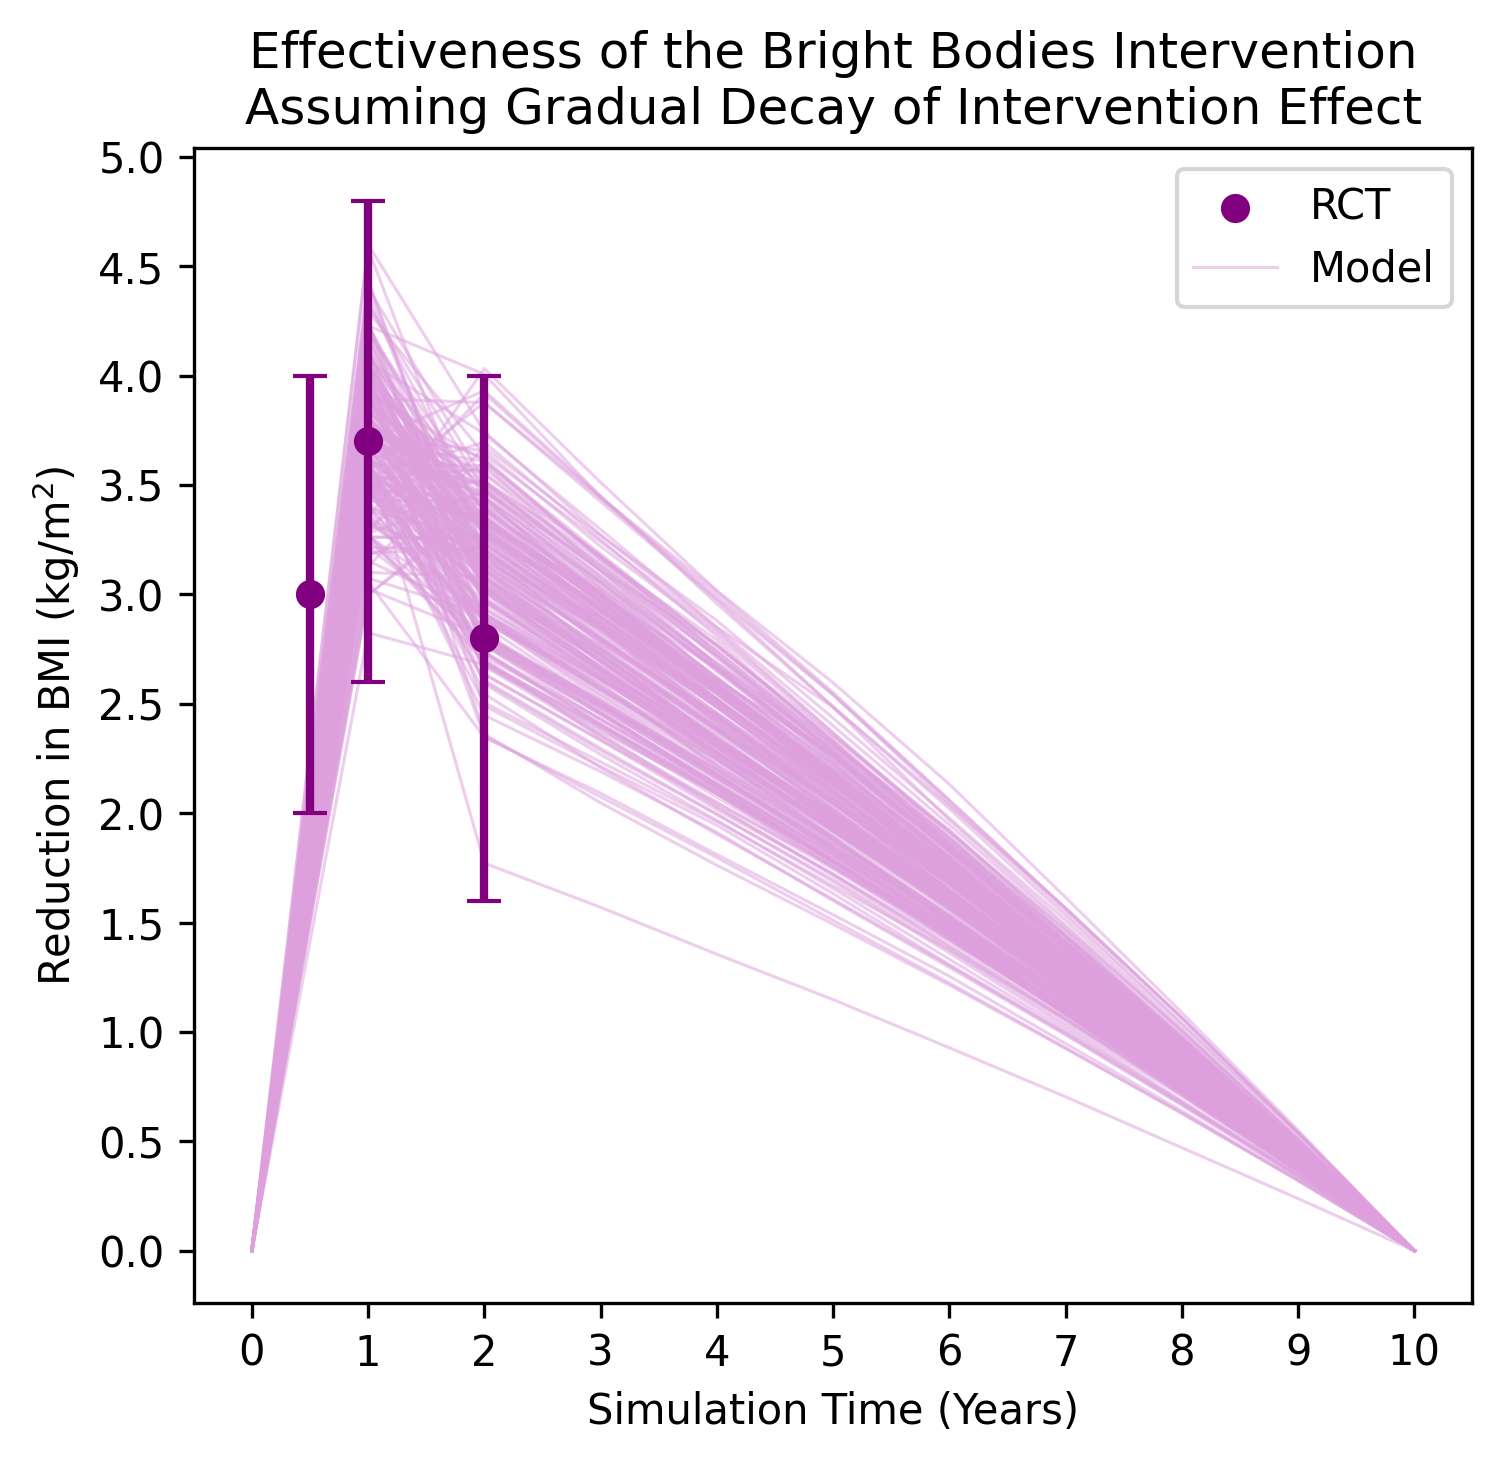 Effectiveness of the Bright Bodies Intervention
Assuming Gradual Decay of Intervention Effect
RCT
Model
Reduction in BMI (kg/m²)
5.0
4.5
4.0
3.5
3.0
2.5
2.0
1.5
1.0
0.5
0.0
0 1 2 3 4 5 6 7 8 9 10
Simulation Time (Years)